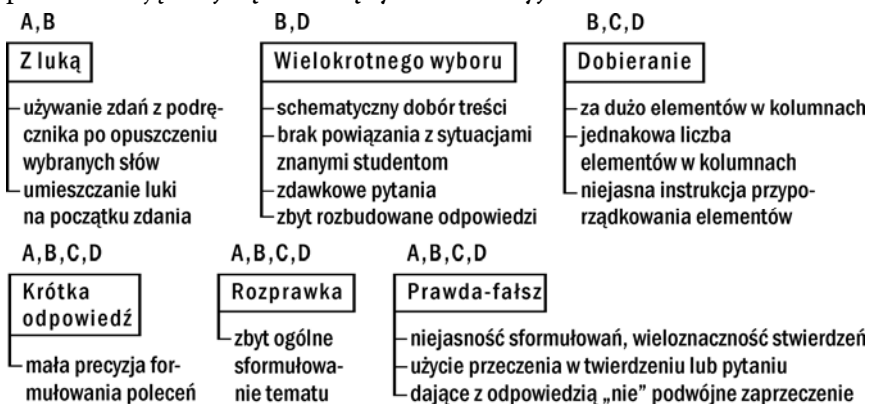 A,B
Z luką
używanie zdań z podrę-
cznika po opuszczeniu
wybranych słów
umieszczanie luki
na początku zdania
B,D
Wielokrotnego wyboru
schematyczny dobór treści
brak powiązania z sytuacjami
znanymi studentom
zdawkowe pytania
zbyt rozbudowane odpowiedzi
B,C,D
Dobieranie
za dużo elementów w kolumnach
jednakowa liczba
elementów w kolumnach
niejasna instrukcja przypo-
rządkowania elementów
A,B,C,D
Krótka
odpowiedź
mała precyzja for-
mułowania poleceń
A,B,C,D
Rozprawka
zbyt ogólne
sformułowa-
nie tematu
A,B,C,D
Prawda-fałsz
niejasność sformułowań, wieloznaczność stwierdzeń
użycie przeczenia w twierdzeniu lub pytaniu
dające z odpowiedzią „nie” podwójne zaprzeczenie